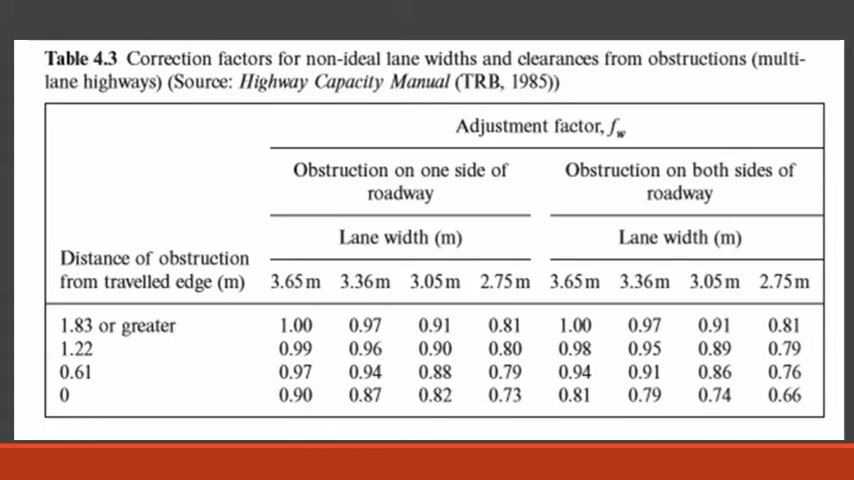 Table 4.3 Correction factors for non-ideal lane widths and clearances from obstructions (multi-
lane highways) (Source: Highway Capacity Manual (TRB, 1985))
Adjustment factor, fw
Obstruction on one side of roadway Obstruction on both sides of roadway
Lane width (m) Lane width (m)
Distance of obstruction
from travelled edge (m) 3.65 m 3.36 m 3.05 m 2.75 m 3.65 m 3.36 m 3.05 m 2.75 m
1.83 or greater 1.00 0.97 0.91 0.81 1.00 0.97 0.91 0.81
1.22 0.99 0.96 0.90 0.80 0.98 0.95 0.89 0.79
0.61 0.97 0.94 0.88 0.79 0.94 0.91 0.86 0.76
0 0.90 0.87 0.82 0.73 0.81 0.79 0.74 0.66